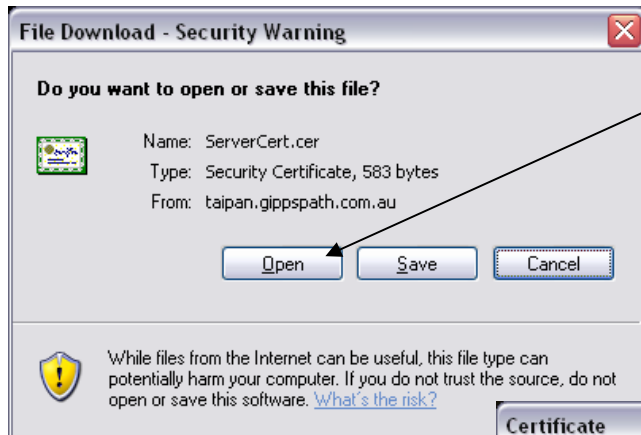 File Download - Security Warning
Do you want to open or save this file?
Name: ServerCert.cer
Type: Security Certificate, 583 bytes
From: taipan.gippspath.com.au
Open Save Cancel
While files from the Internet can be useful, this file type can
potentially harm your computer. If you do not trust the source, do not
open or save this software. What's the risk?
Certificate